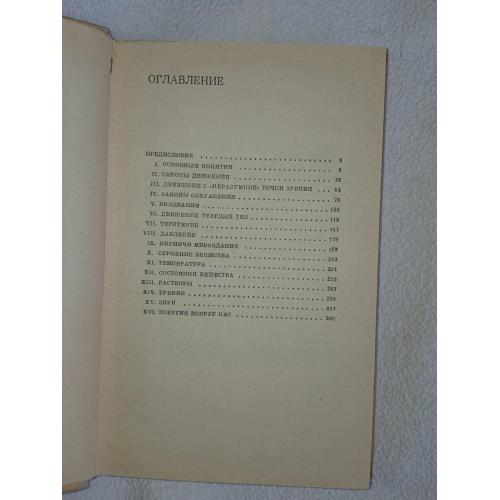 ОГЛАВЛЕНИЕ
ПРЕДИСЛОВИЕ
I. ОСНОВНЫЕ ПОНЯТИЯ
II. ЗАКОНЫ ДВИЖЕНИЯ
III. ДВИЖЕНИЕ С «НЕРАЗУМНОЙ» ТОЧКИ ЗРЕНИЯ
IV. ЗАКОНЫ СОХРАНЕНИЯ
V. КОЛЕБАНИЯ
VI. ДВИЖЕНИЕ ТВЕРДЫХ ТЕЛ
VII. ТЯГОТЕНИЕ
VIII. ДАВЛЕНИЕ
IX. КИРПИЧИ МИРОЗДАНИЯ
X. СТРОЕНИЕ ВЕЩЕСТВА
XI. ТЕМПЕРАТУРА
XII. СОСТОЯНИЯ ВЕЩЕСТВА
XIII. РАСТВОРЫ
XIV. ТРЕНИЕ
XV. ЗВУК
XVI. ЭНЕРГИЯ ВОКРУГ НАС